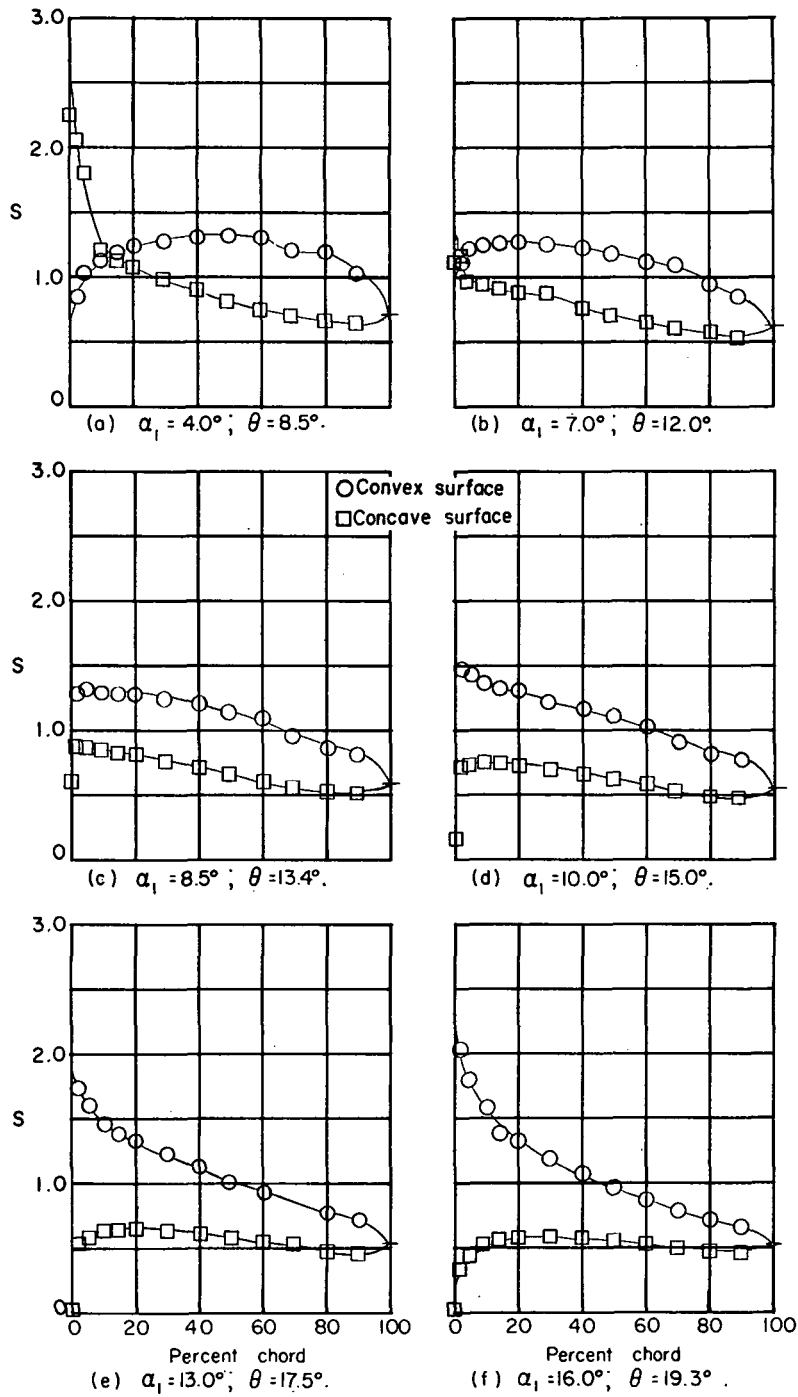 3.0
2.0
S
1.0
0
(a) α₁ = 4.0°; θ = 8.5°.
(b) α₁ = 7.0°; θ = 12.0°.
3.0
○ Convex surface
□ Concave surface
2.0
S
1.0
0
(c) α₁ = 8.5°; θ = 13.4°.
(d) α₁ = 10.0°; θ = 15.0°.
3.0
2.0
S
1.0
0
0 20 40 60 80 100
0 20 40 60 80 100
Percent chord
Percent chord
(e) α₁ = 13.0°; θ = 17.5°.
(f) α₁ = 16.0°; θ = 19.3°.